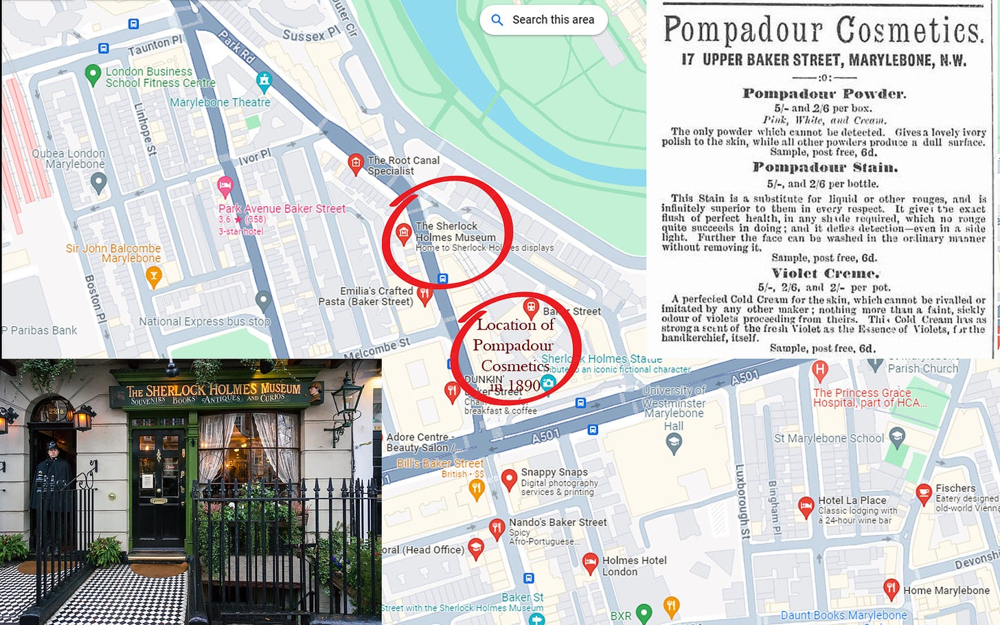 Search this area
Outer Cir
Sussex Pl
Park Rd
Taunton Pl
London Business
School Fitness Centre
Marylebone Theatre
Linhope St
Qubea London
Marylebone
Ivor Pl
The Root Canal
Specialist
Park Avenue Baker Street
3.6 ★ (358)
3-star hotel
The Sherlock
Holmes Museum
Home to Sherlock Holmes displays
Sir John Balcombe
Marylebone
Boston Pl
Emilia's Crafted
Pasta (Baker Street)
National Express bus stop
P Paribas Bank
Melcombe St
Baker Street
Location of
Pompadour
Cosmetics
in 1890
Sherlock Holmes Statue
Tribute to an iconic fictional character
DUNKIN'
Baker Street
breakfast & coffee
A501
University of
Westminster
Marylebone
Hall
Parish Church
The Princess Grace
Hospital, part of HCA...
St Marylebone School
A501
Adore Centre -
Beauty Salon /...
Bill's Baker Street
British · $$
Snappy Snaps
Digital photography
services & printing
Luxborough St
Bingham Pl
Hotel La Place
Classic lodging with
a 24-hour wine bar
Fischers
Eatery designed
old-world Vienna
Nando's Baker Street
Spicy
Afro-Portuguese...
oral (Head Office)
Holmes Hotel
London
Devonshi
Home Marylebone
Baker St
Street with the Sherlock Holmes Museum
BXR
Daunt Books Marylebone
Pompadour Cosmetics.
17 UPPER BAKER STREET, MARYLEBONE, N.W.
:o:
Pompadour Powder.
5/- and 2/6 per box.
Pink, White, and Cream.
The only powder which cannot be detected. Gives a lovely ivory
polish to the skin, while all other powders produce a dull surface.
Sample, post free, 6d.
Pompadour Stain.
5/-, and 2/6 per bottle.
This Stain is a substitute for liquid or other rouges, and is
infinitely superior to them in every respect. It gives the exact
flush of perfect health, in any shade required, which no rouge
quite succeeds in doing; and it defies detection—even in a side
light. Further the face can be washed in the ordinary manner
without removing it.
Sample, post free, 6d.
Violet Creme.
5/-, 2/6, and 2/- per pot.
A perfected Cold Cream for the skin, which cannot be rivalled or
imitated by any other maker; nothing more than a faint, sickly
odour of violets proceeding from theirs. This Cold Cream has as
strong a scent of the fresh Violet as the Essence of Violets, for the
handkerchief, itself.
Sample, post free, 6d.
THE SHERLOCK HOLMES MUSEUM
SOUVENIRS BOOKS ANTIQUES AND CURIOS
221B